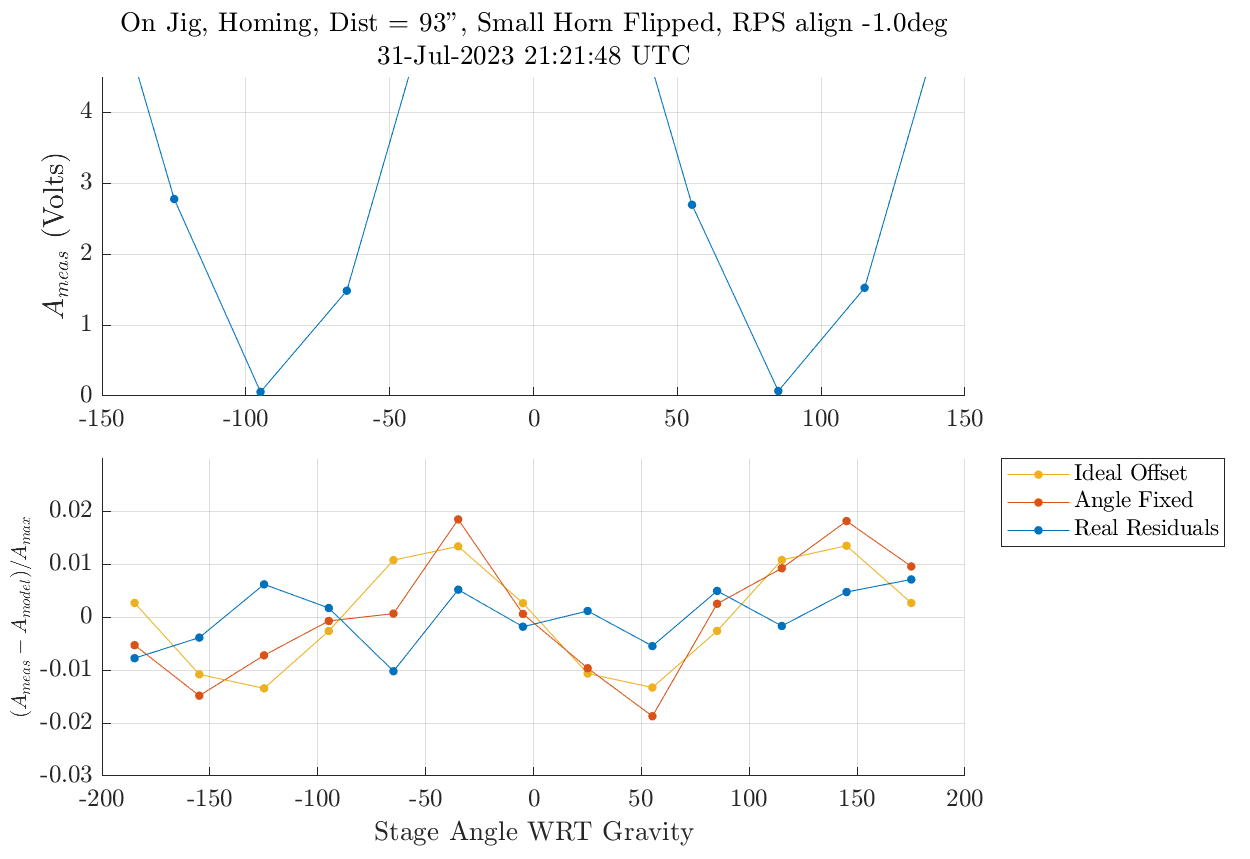 On Jig, Homing, Dist = 93", Small Horn Flipped, RPS align -1.0deg
31-Jul-2023 21:21:48 UTC
A_meas (Volts)
4
3
2
1
0
-150 -100 -50 0 50 100 150
(A_meas − A_model)/A_max
0.02
0.01
0
-0.01
-0.02
-0.03
-200 -150 -100 -50 0 50 100 150 200
Stage Angle WRT Gravity
Ideal Offset
Angle Fixed
Real Residuals